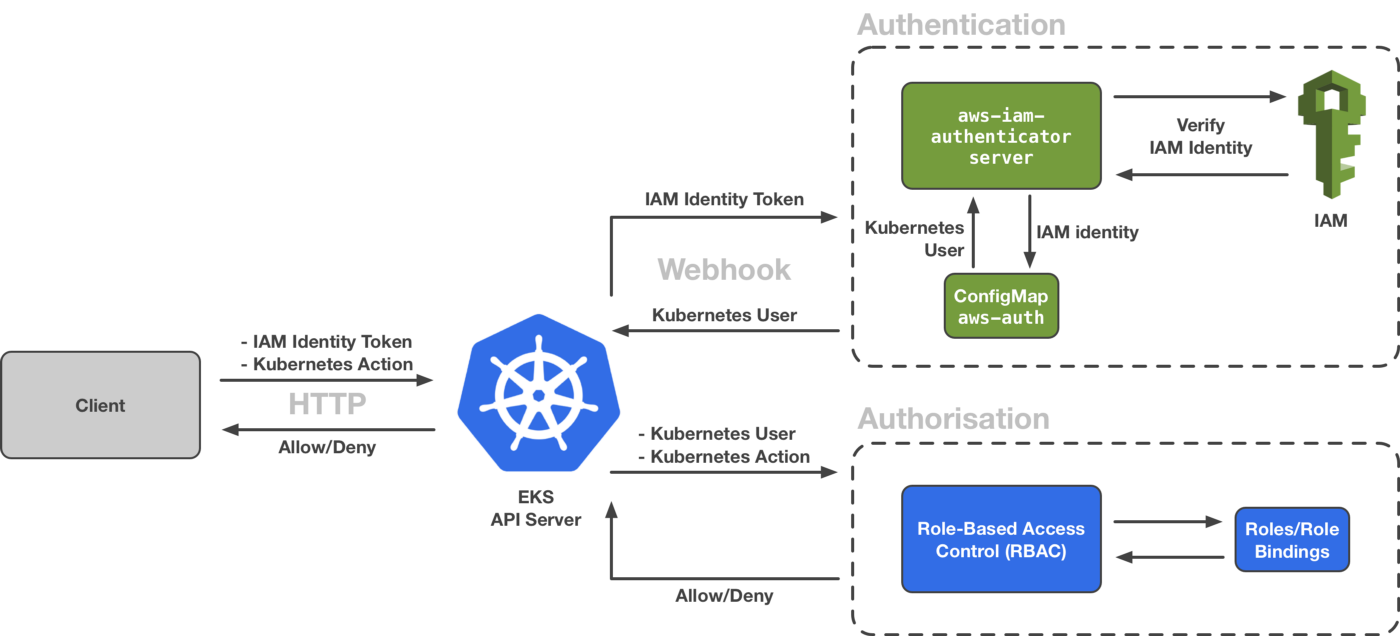 Authentication
aws-iam-
authenticator
server
Verify
IAM Identity
IAM
IAM Identity Token
Kubernetes
User
IAM identity
Webhook
ConfigMap
aws-auth
Kubernetes User
- IAM Identity Token
- Kubernetes Action
HTTP
Client
Allow/Deny
EKS
API Server
Authorisation
- Kubernetes User
- Kubernetes Action
Role-Based Access
Control (RBAC)
Roles/Role
Bindings
Allow/Deny